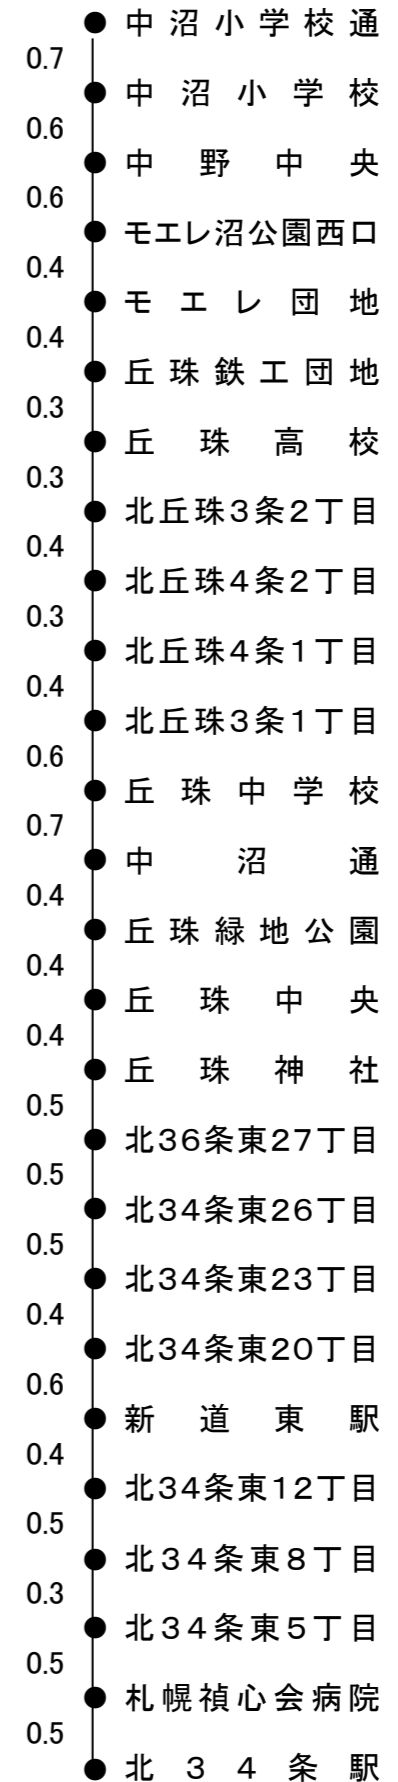 中沼小学校通
0.7
中沼小学校
0.6
中野中央
0.6
モエレ沼公園西口
0.4
モエレ団地
0.4
丘珠鉄工団地
0.3
丘珠高校
0.3
北丘珠3条2丁目
0.4
北丘珠4条2丁目
0.3
北丘珠4条1丁目
0.4
北丘珠3条1丁目
0.6
丘珠中学校
0.7
中沼通
0.4
丘珠緑地公園
0.4
丘珠中央
0.4
丘珠神社
0.5
北36条東27丁目
0.5
北34条東26丁目
0.5
北34条東23丁目
0.4
北34条東20丁目
0.6
新道東駅
0.4
北34条東12丁目
0.5
北34条東8丁目
0.3
北34条東5丁目
0.5
札幌禎心会病院
0.5
北34条駅